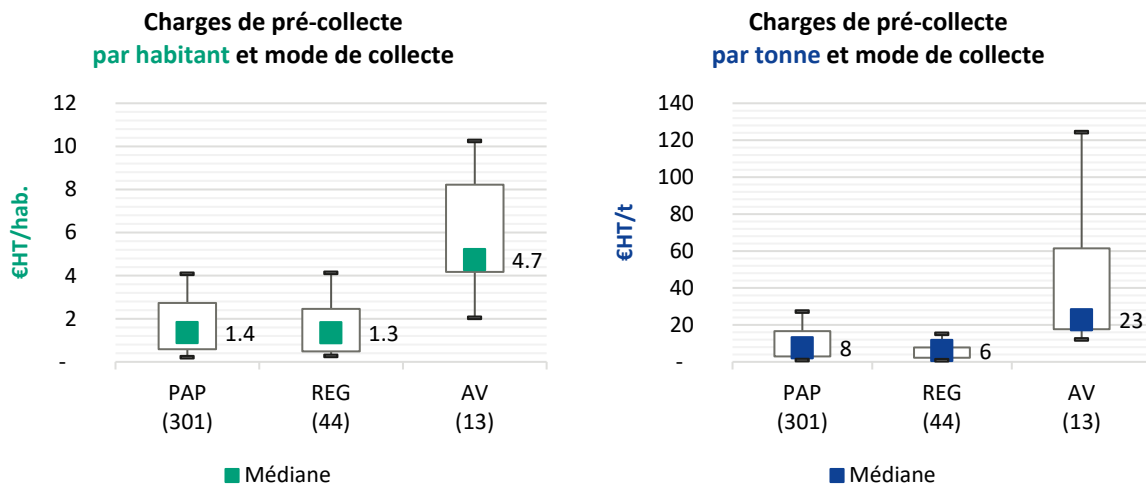 Charges de pré-collecte
par habitant et mode de collecte
€HT/hab.
12
10
8
6
4
2
-
1.4
1.3
4.7
PAP
(301)
REG
(44)
AV
(13)
Médiane
Charges de pré-collecte
par tonne et mode de collecte
€HT/t
140
120
100
80
60
40
20
-
8
6
23
PAP
(301)
REG
(44)
AV
(13)
Médiane